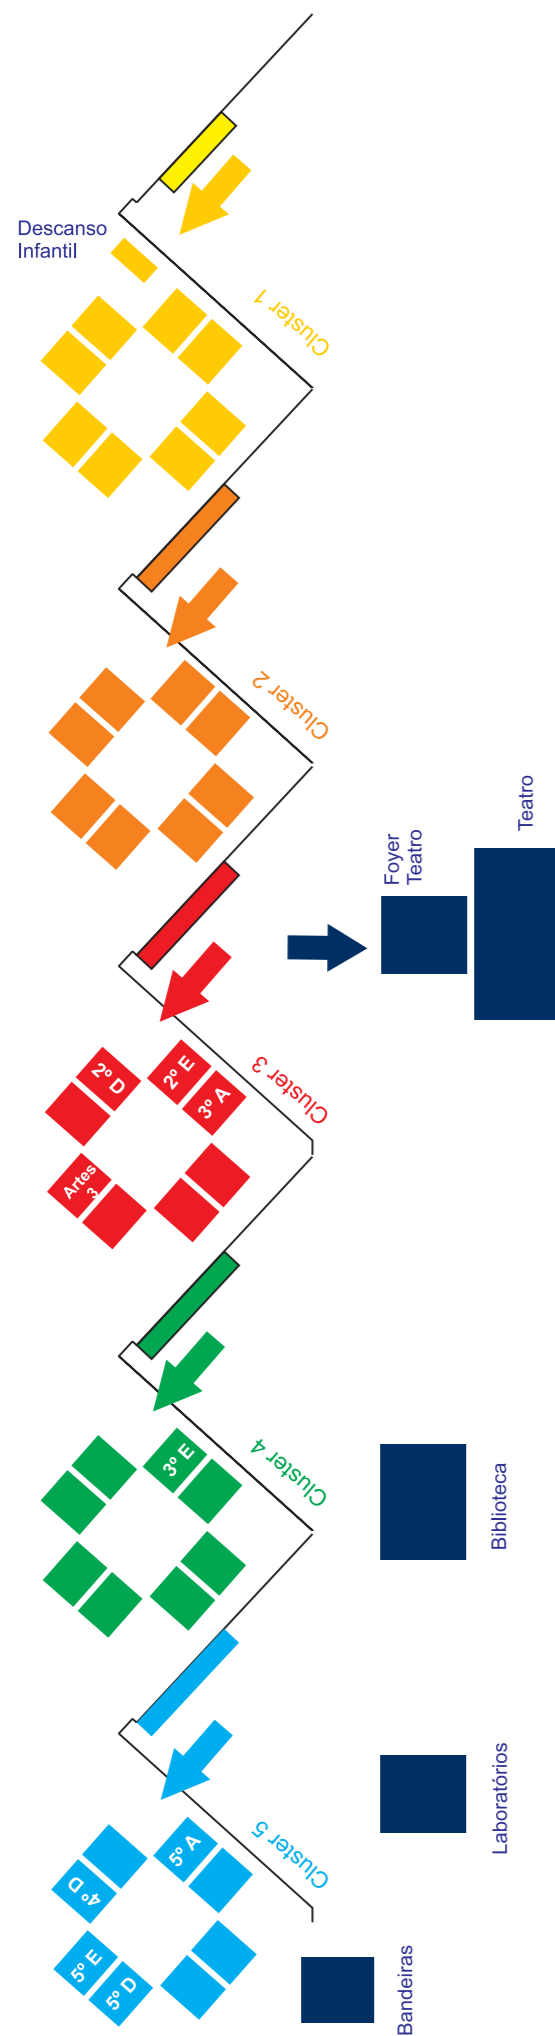 Descanso
Infantil
Cluster 1
Cluster 2
Teatro
Foyer
Teatro
2º D
2º E
3º A
Artes
3
Cluster 3
3º E
Cluster 4
Biblioteca
Laboratórios
5º A
4º D
5º E
5º D
Cluster 5
Bandeiras